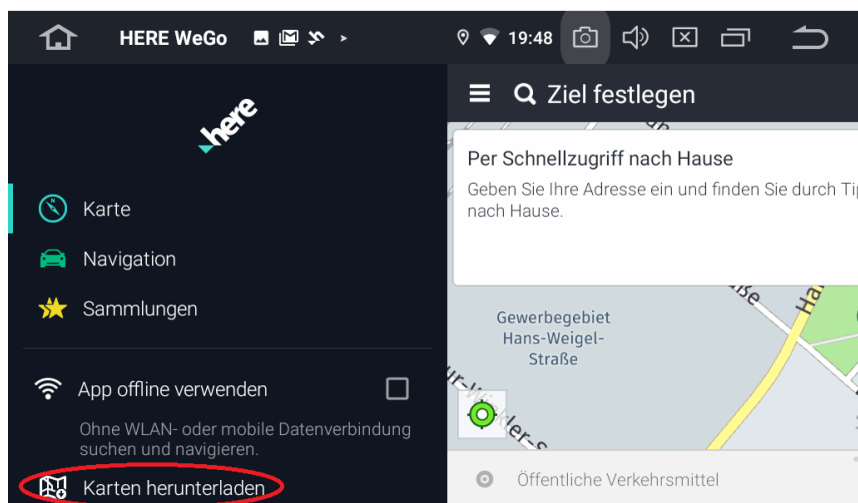 HERE WeGo
19:48
here
Karte
Navigation
Sammlungen
App offline verwenden
Ohne WLAN- oder mobile Datenverbindung
suchen und navigieren.
Karten herunterladen
Ziel festlegen
Per Schnellzugriff nach Hause
Geben Sie Ihre Adresse ein und finden Sie durch
nach Hause.
Gewerbegebiet
Hans-Weigel-
Straße
Öffentliche Verkehrsmittel